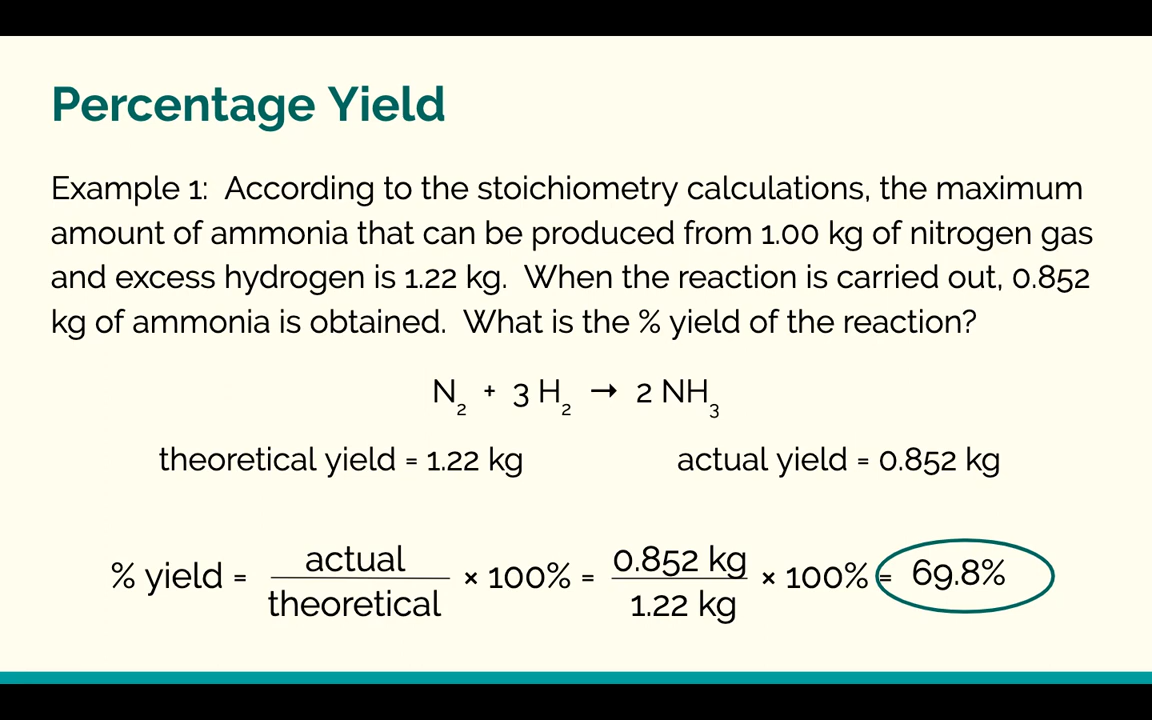 Percentage Yield
Example 1:  According to the stoichiometry calculations, the maximum
amount of ammonia that can be produced from 1.00 kg of nitrogen gas
and excess hydrogen is 1.22 kg.  When the reaction is carried out, 0.852
kg of ammonia is obtained.  What is the % yield of the reaction?
N₂ + 3 H₂ → 2 NH₃
theoretical yield = 1.22 kg actual yield = 0.852 kg
% yield = actual / theoretical × 100% = 0.852 kg / 1.22 kg × 100% = 69.8%